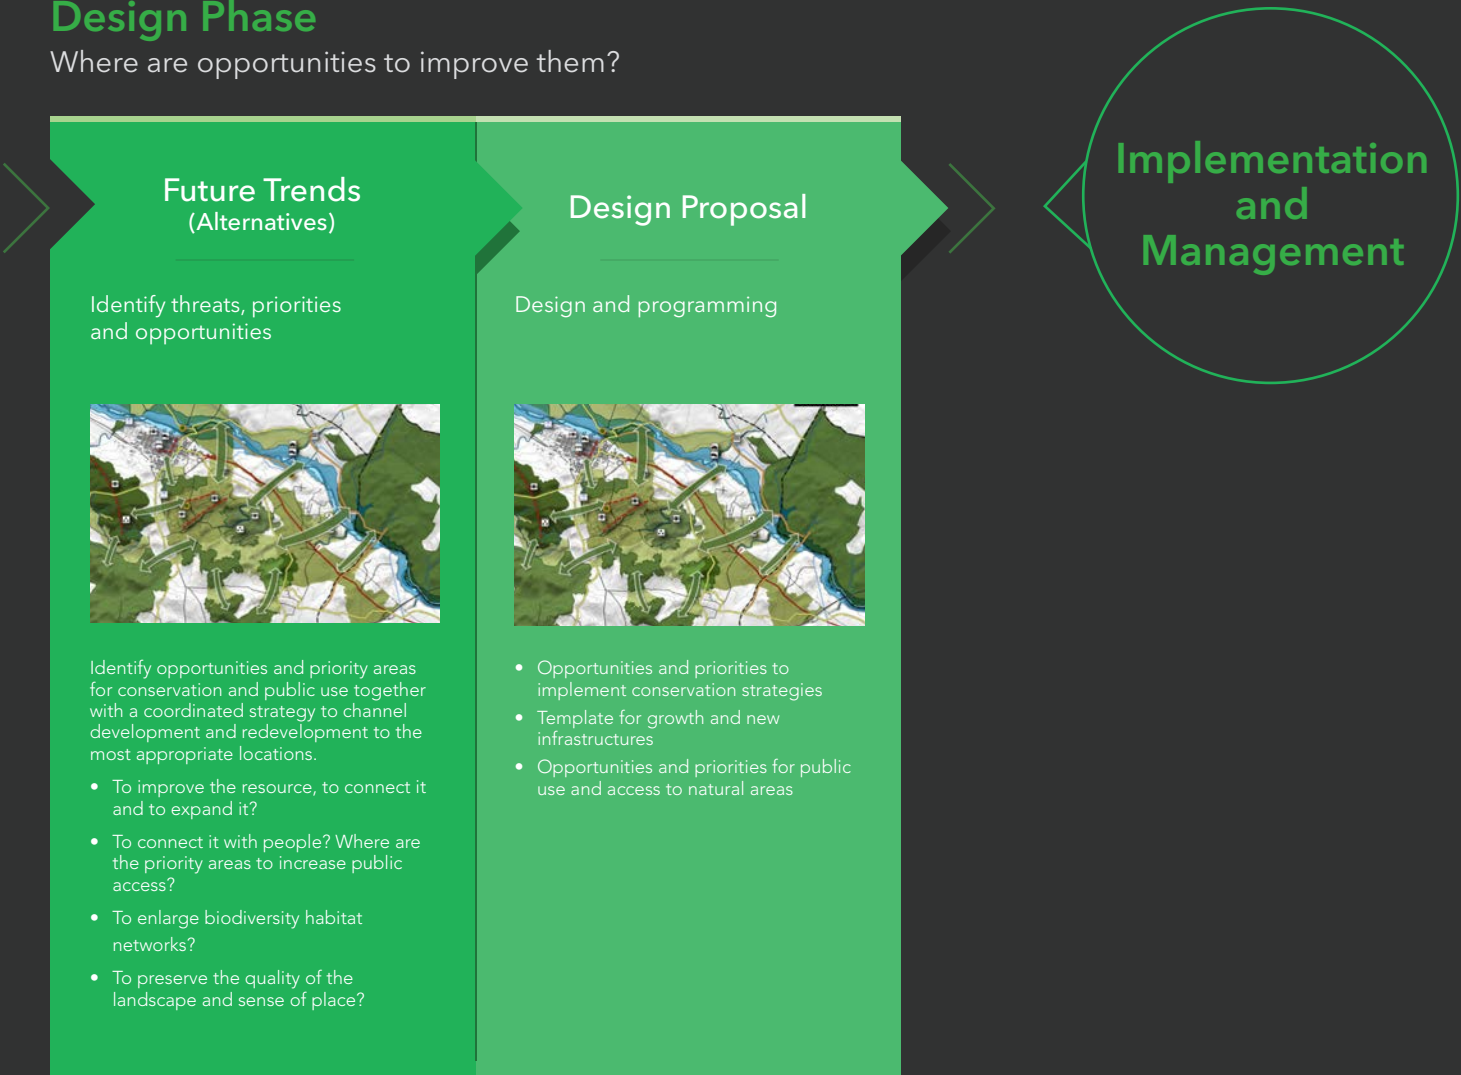 Design Phase
Where are opportunities to improve them?
Future Trends
(Alternatives)
Identify threats, priorities
and opportunities
Identify opportunities and priority areas
for conservation and public use together
with a coordinated strategy to channel
development and redevelopment to the
most appropriate locations.
• To improve the resource, to connect it
and to expand it?
• To connect it with people? Where are
the priority areas to increase public
access?
• To enlarge biodiversity habitat
networks?
• To preserve the quality of the
landscape and sense of place?
Design Proposal
Design and programming
• Opportunities and priorities to
implement conservation strategies
• Template for growth and new
infrastructures
• Opportunities and priorities for public
use and access to natural areas
Implementation
and
Management